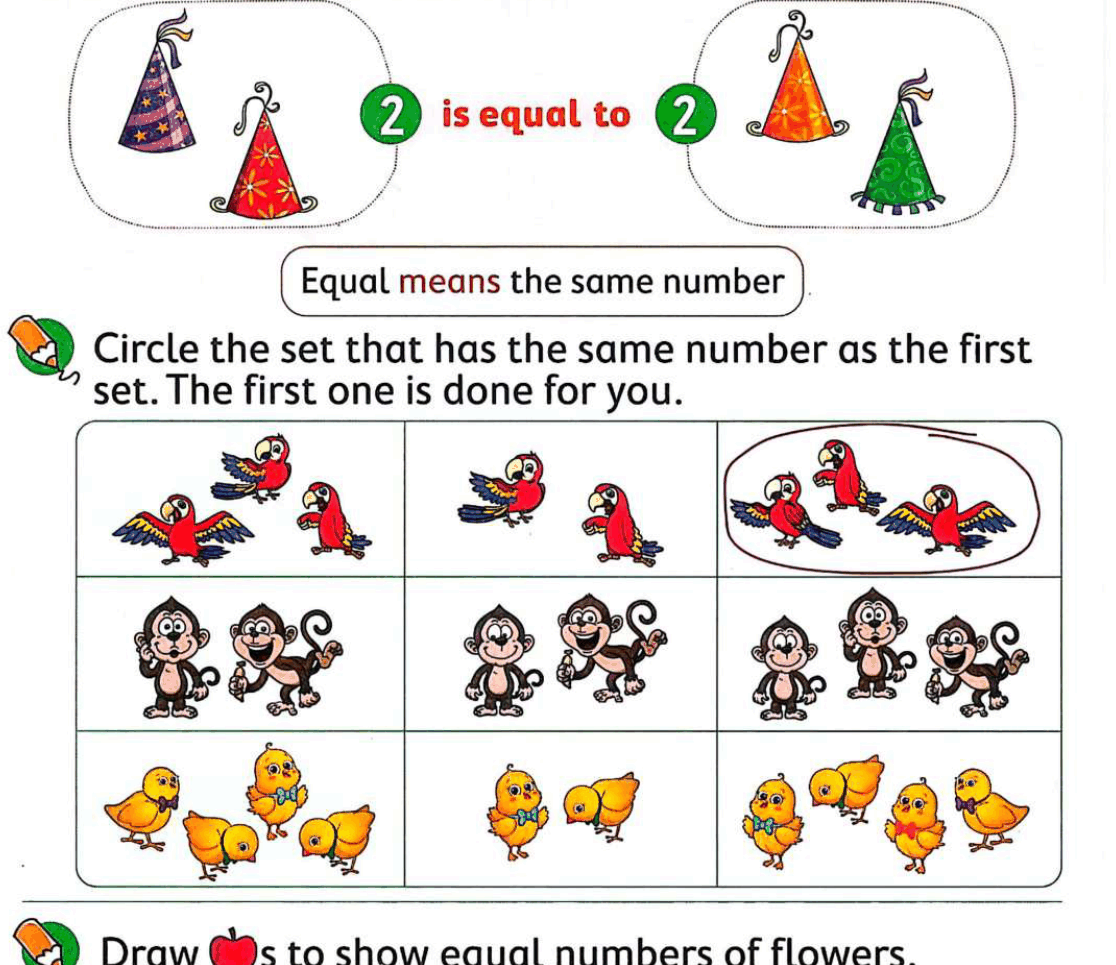 2 is equal to 2
Equal means the same number
Circle the set that has the same number as the first
set. The first one is done for you.
Draw s to show equal numbers of flowers.